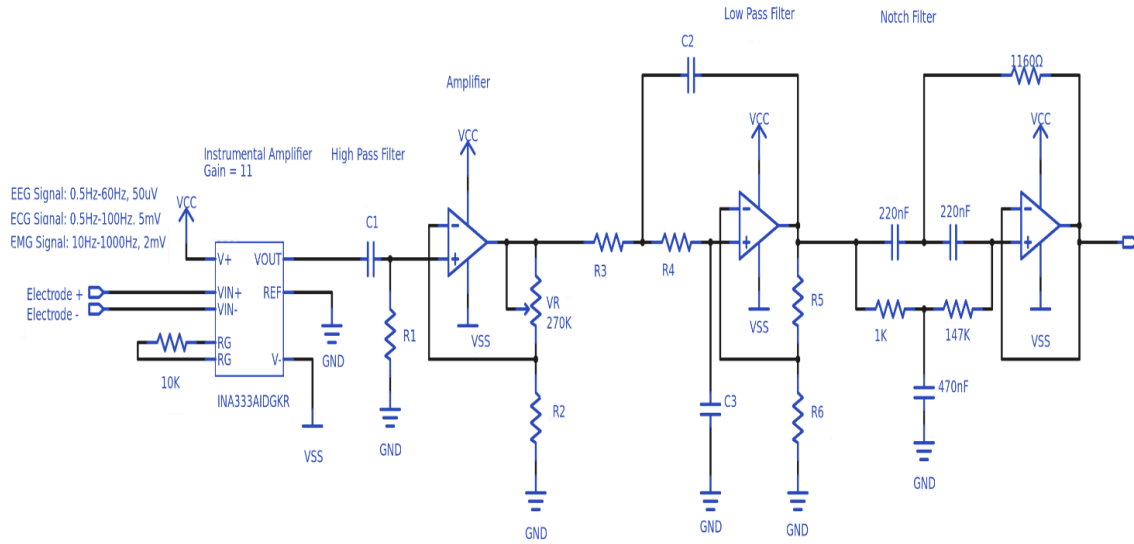 Low Pass Filter
Notch Filter
C2
1160Ω
Amplifier
VCC
VCC
VCC
Instrumental Amplifier
Gain = 11
High Pass Filter
EEG Signal: 0.5Hz-60Hz, 50uV
ECG Signal: 0.5Hz-100Hz. 5mV
EMG Signal: 10Hz-1000Hz, 2mV
VCC
C1
220nF
220nF
-
+
-
+
-
+
V+
VOUT
R3
R4
Electrode +
VIN+
REF
Electrode -
VIN-
VR
270K
R5
R1
VSS
VSS
VSS
1K
147K
RG
RG
V-
GND
10K
INA333AIDGKR
470nF
C3
R2
R6
VSS
GND
GND
GND
GND
GND